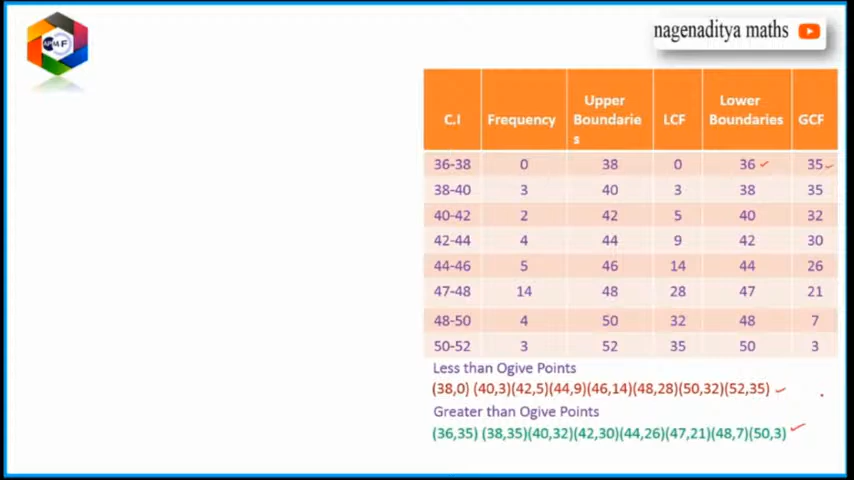 nagenaditya maths
C.I Frequency Upper Boundaries LCF Lower Boundaries GCF
36-38 0 38 0 36 35
38-40 3 40 3 38 35
40-42 2 42 5 40 32
42-44 4 44 9 42 30
44-46 5 46 14 44 26
47-48 14 48 28 47 21
48-50 4 50 32 48 7
50-52 3 52 35 50 3
Less than Ogive Points
(38,0) (40,3)(42,5)(44,9)(46,14)(48,28)(50,32)(52,35)
Greater than Ogive Points
(36,35) (38,35)(40,32)(42,30)(44,26)(47,21)(48,7)(50,3)